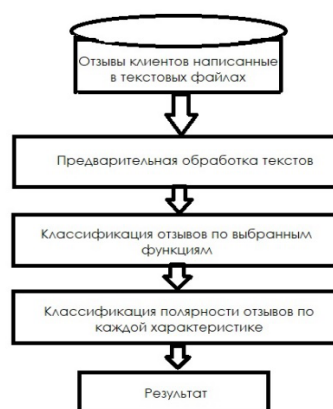 Отзывы клиентов написанные
в текстовых файлах
Предварительная обработка текстов
Классификация отзывов по выбранным
функциям
Классификация полярности отзывов по
каждой характеристике
Результат